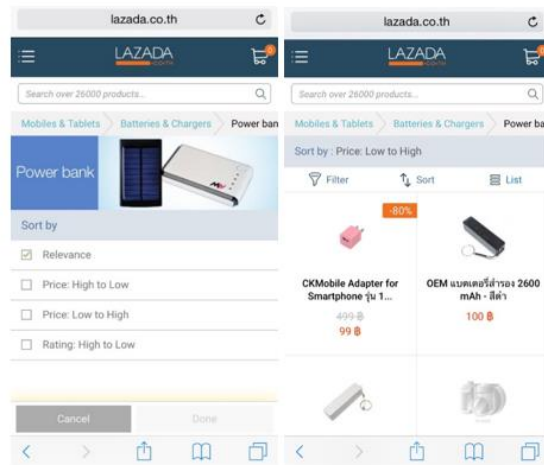 lazada.co.th
LAZADA
Search over 26000 products...
Mobiles & Tablets
Batteries & Chargers
Power ban
Power bank
Sort by
Relevance
Price: High to Low
Price: Low to High
Rating: High to Low
Cancel
Done
lazada.co.th
LAZADA
Search over 26000 products...
Mobiles & Tablets
Batteries & Chargers
Power ba
Sort by : Price: Low to High
Filter
Sort
List
-80%
CKMobile Adapter for
Smartphone รุ่น 1...
499 ฿
99 ฿
OEM แบตเตอรี่สำรอง 2600
mAh - สีดำ
100 ฿